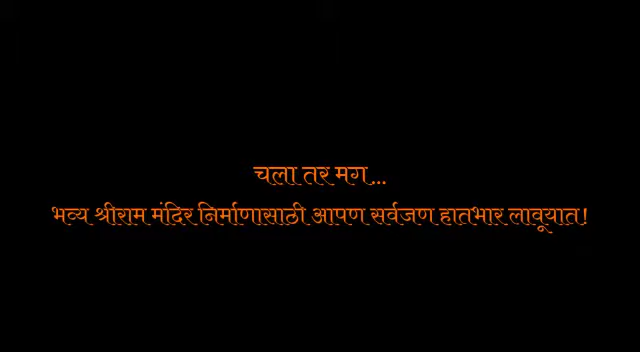 चला तर मग...
भव्य श्रीराम मंदिर निर्माणासाठी आपण सर्वजण हातभार लावूयात!